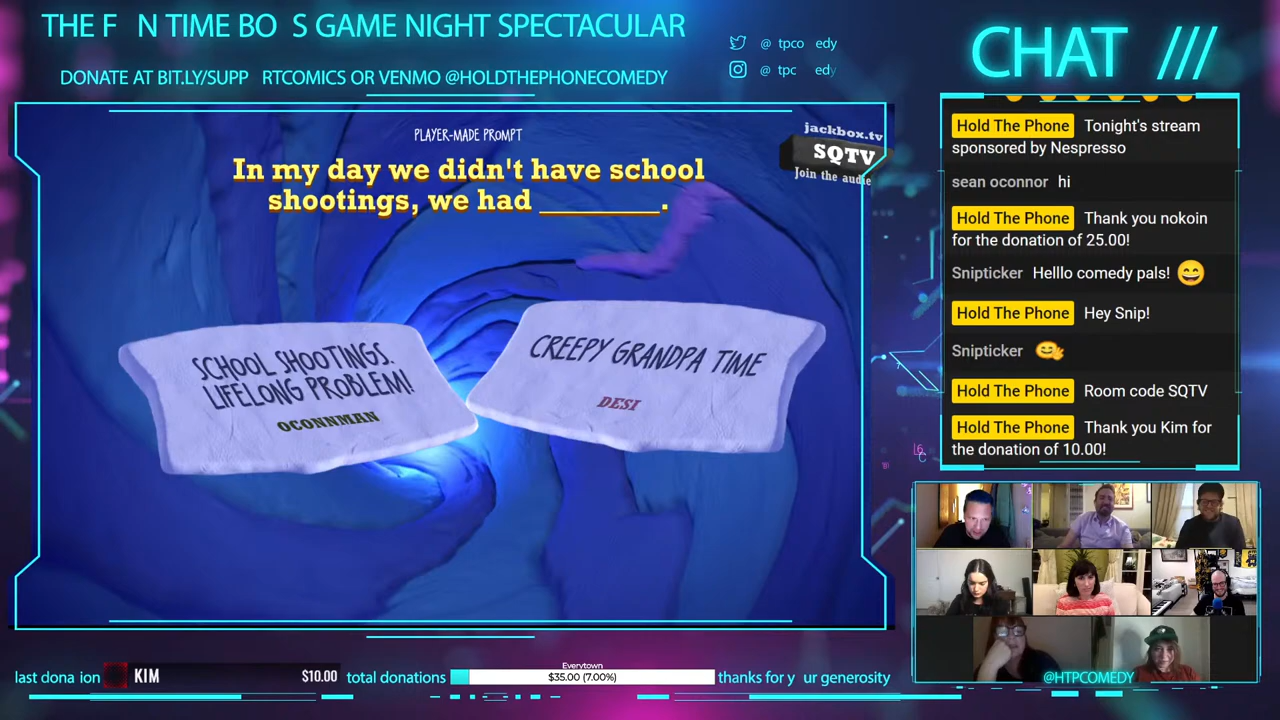 THE F N TIME BO S GAME NIGHT SPECTACULAR
DONATE AT BIT.LY/SUPP RTCOMICS OR VENMO @HOLDTHEPHONECOMEDY
@ tpco edy
@ tpc edy
CHAT ///
PLAYER-MADE PROMPT
In my day we didn't have school
shootings, we had ________.
jackbox.tv
SQTV
Join the audie
SCHOOL SHOOTINGS.
LIFELONG PROBLEM!
OCONNMAN
CREEPY GRANDPA TIME
DESI
Hold The Phone Tonight's stream
sponsored by Nespresso
sean oconnor hi
Hold The Phone Thank you nokoin
for the donation of 25.00!
Snipticker Helllo comedy pals! 😄
Hold The Phone Hey Snip!
Snipticker
Hold The Phone Room code SQTV
Hold The Phone Thank you Kim for
the donation of 10.00!
@HTPCOMEDY
last dona ion KIM $10.00 total donations
Everytown
$35.00 (7.00%)
thanks for y ur generosity